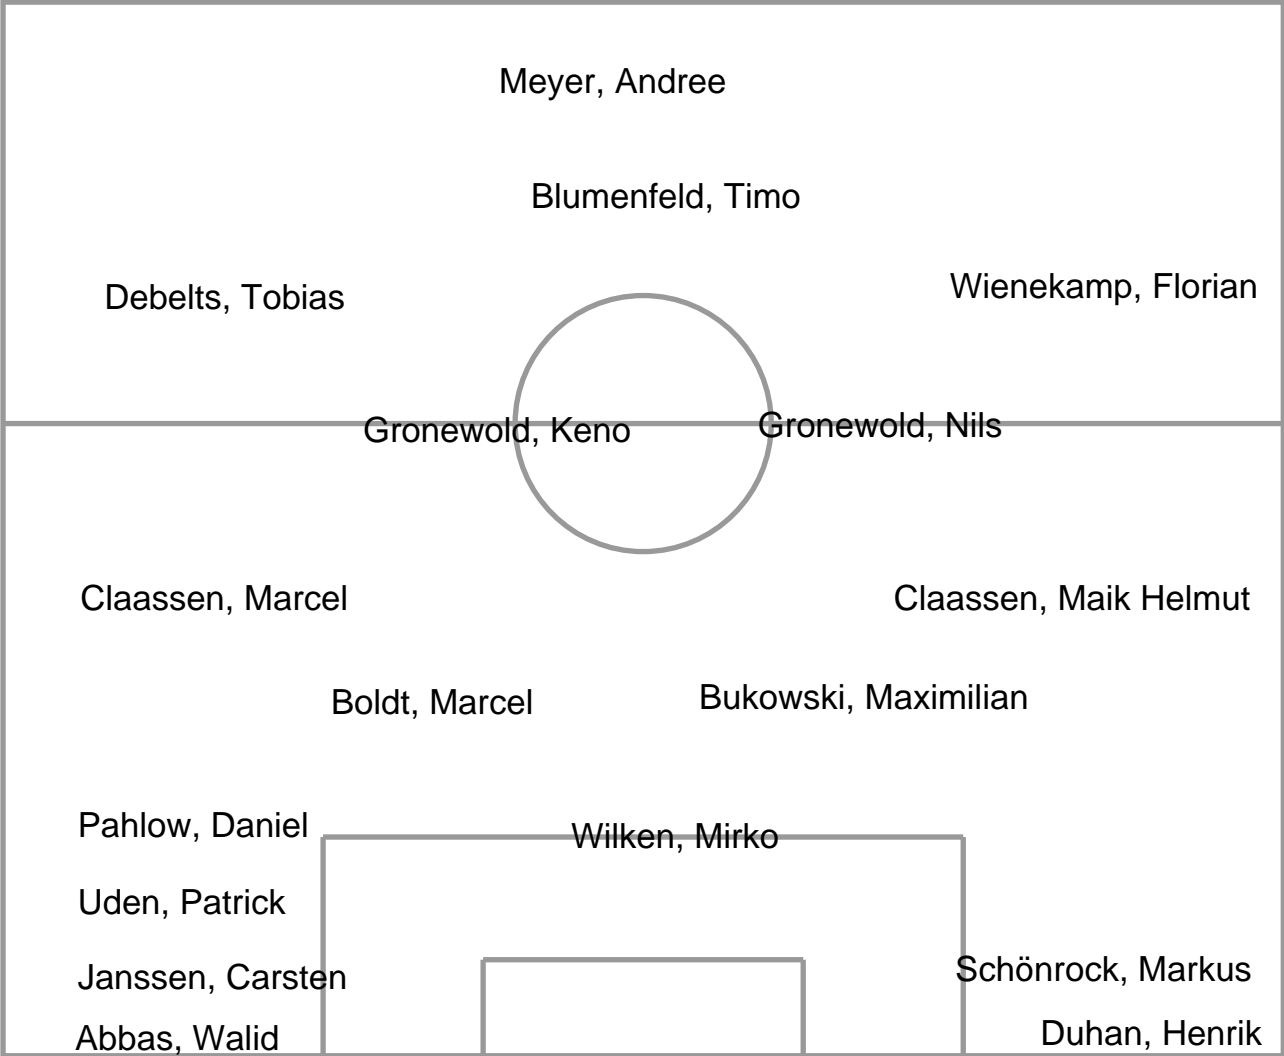 Meyer, Andree
Blumenfeld, Timo
Debelts, Tobias
Wienekamp, Florian
Gronewold, Keno
Gronewold, Nils
Claassen, Marcel
Claassen, Maik Helmut
Boldt, Marcel
Bukowski, Maximilian
Pahlow, Daniel
Wilken, Mirko
Uden, Patrick
Janssen, Carsten
Schönrock, Markus
Abbas, Walid
Duhan, Henrik